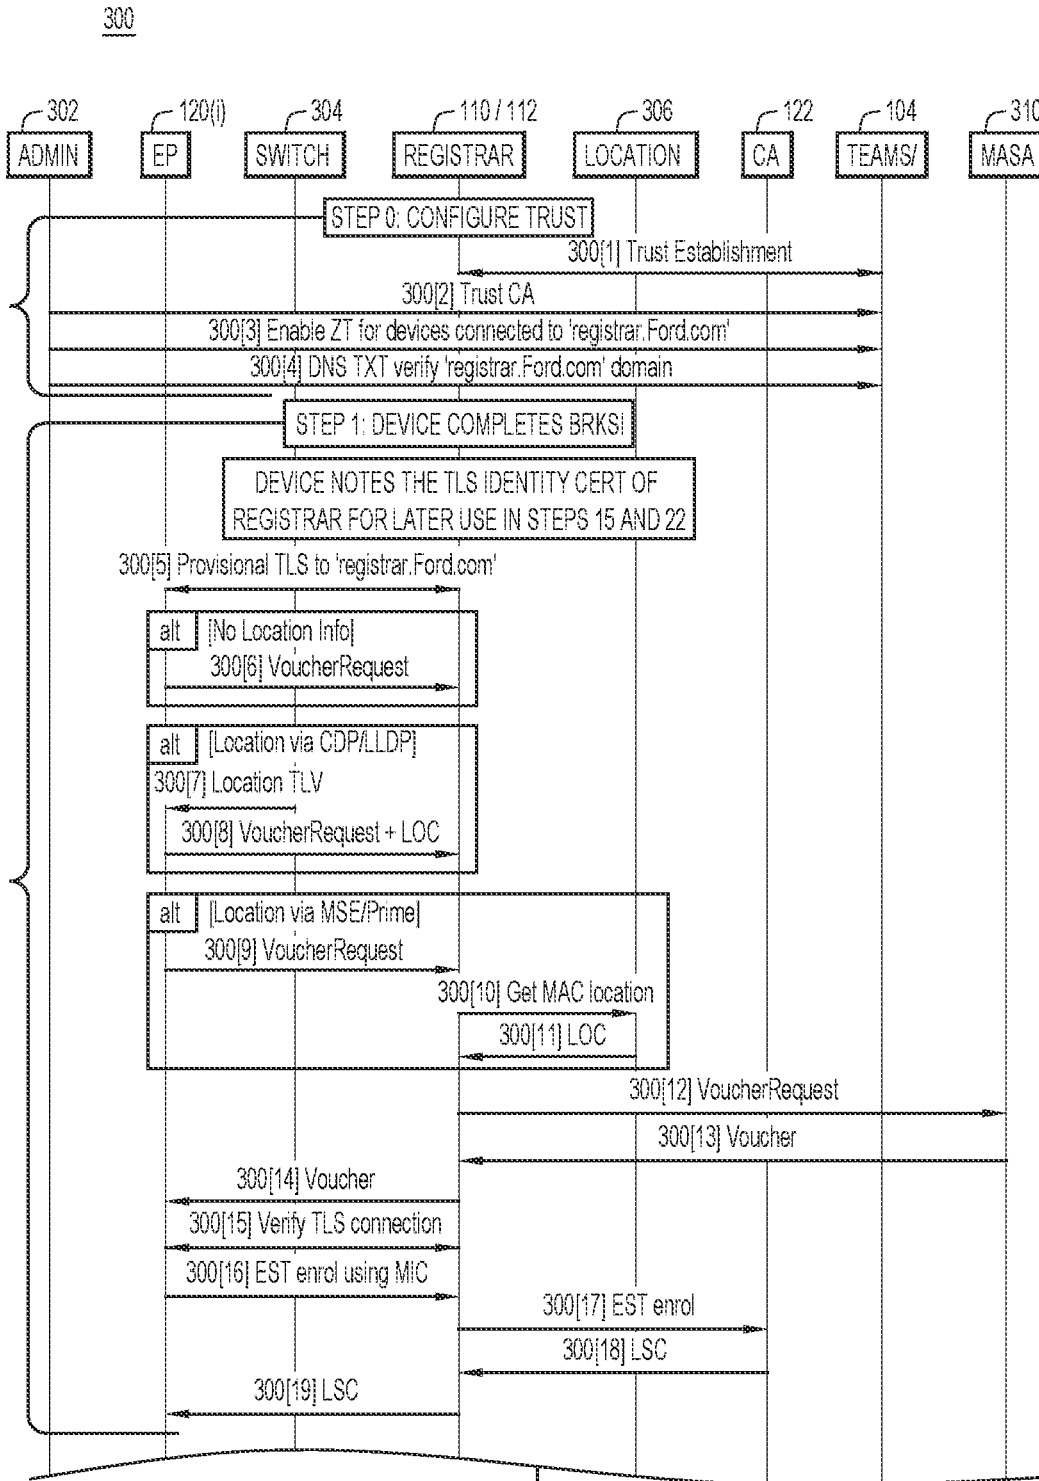 300
302
120(i)
304
110 / 112
306
122
104
310
ADMIN
EP
SWITCH
REGISTRAR
LOCATION
CA
TEAMS/
MASA
STEP 0: CONFIGURE TRUST
300[1] Trust Establishment
300[2] Trust CA
300[3] Enable ZT for devices connected to 'registrar.Ford.com'
300[4] DNS TXT verify 'registrar.Ford.com' domain
STEP 1: DEVICE COMPLETES BRKSI
DEVICE NOTES THE TLS IDENTITY CERT OF
REGISTRAR FOR LATER USE IN STEPS 15 AND 22
300[5] Provisional TLS to 'registrar.Ford.com'
alt [No Location Info]
300[6] VoucherRequest
alt [Location via CDP/LLDP]
300[7] Location TLV
300[8] VoucherRequest + LOC
alt [Location via MSE/Prime]
300[9] VoucherRequest
300[10] Get MAC location
300[11] LOC
300[12] VoucherRequest
300[13] Voucher
300[14] Voucher
300[15] Verify TLS connection
300[16] EST enrol using MIC
300[17] EST enrol
300[18] LSC
300[19] LSC